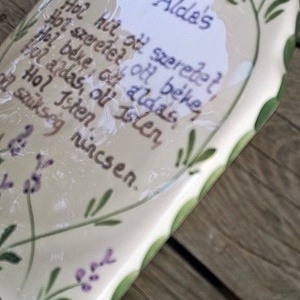 Áldás
Hol hit, ott szeretet,
Hol szeretet, ott béke,
Hol béke, ott áldás,
Hol áldás, ott Isten,
Hol Isten,
szükség nincsen.